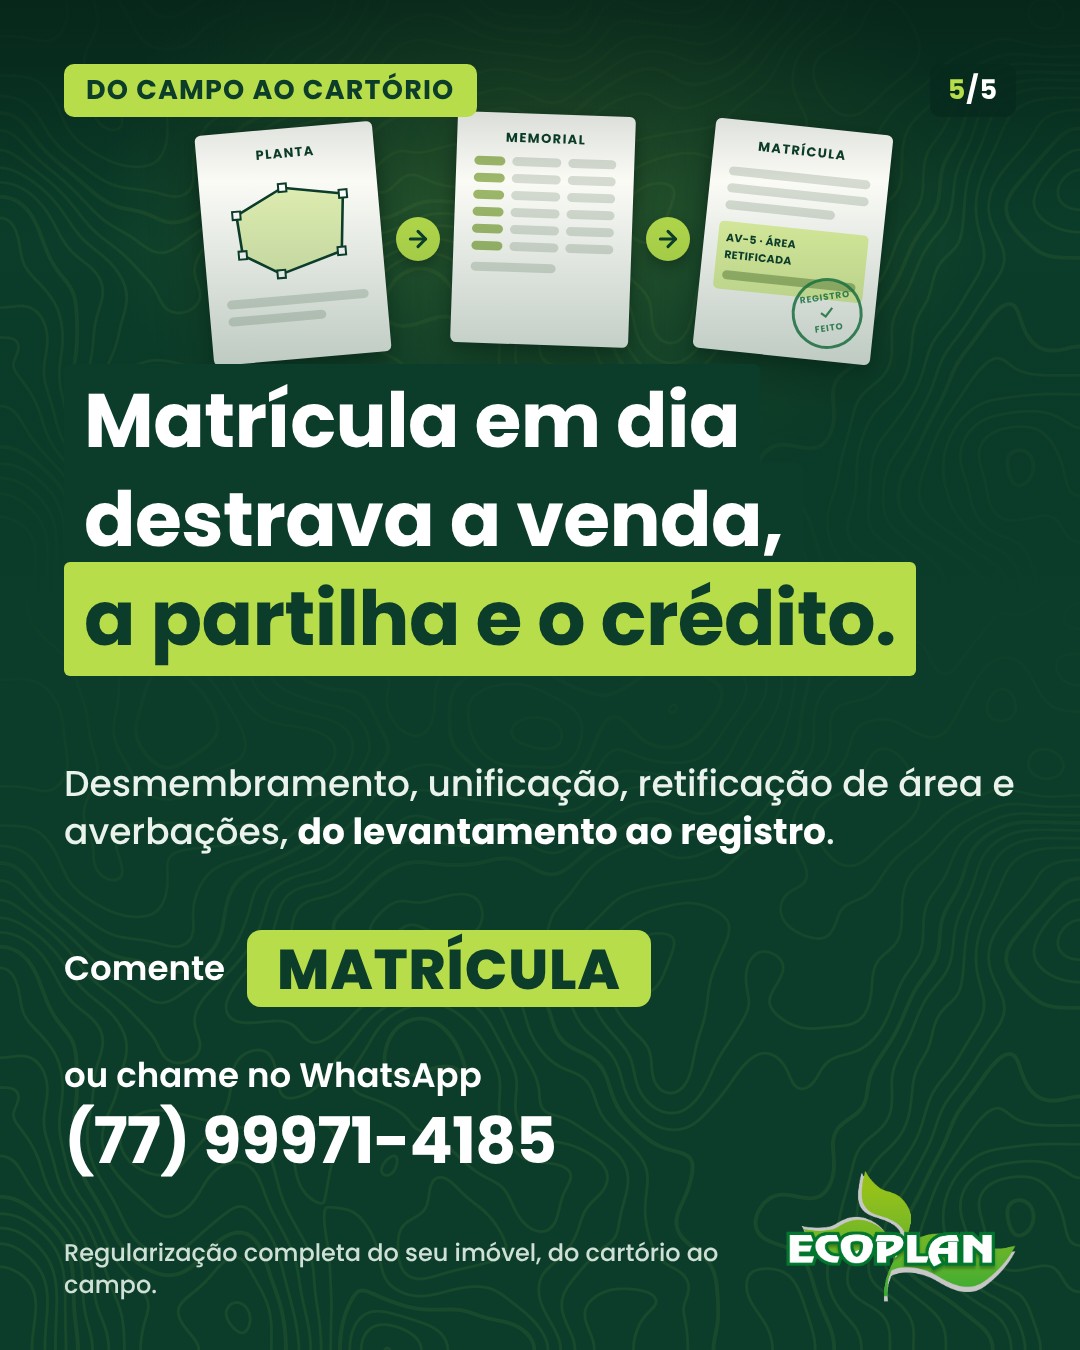 DO CAMPO AO CARTÓRIO
5/5
PLANTA
MEMORIAL
MATRÍCULA
AV-5 · ÁREA
RETIFICADA
REGISTRO
FEITO
Matrícula em dia
destrava a venda,
a partilha e o crédito.
Desmembramento, unificação, retificação de área e
averbações, do levantamento ao registro.
Comente MATRÍCULA
ou chame no WhatsApp
(77) 99971-4185
Regularização completa do seu imóvel, do cartório ao
campo.
ECOPLAN